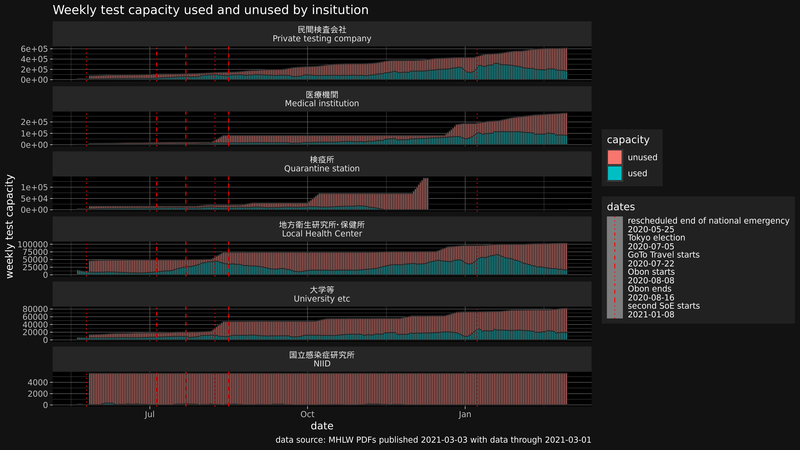 Weekly test capacity used and unused by insitution
民間検査会社
Private testing company
6e+05
4e+05
2e+05
0e+00
医療機関
Medical institution
2e+05
1e+05
0e+00
検疫所
Quarantine station
1e+05
5e+04
0e+00
地方衛生研究所･保健所
Local Health Center
100000
75000
50000
25000
0
大学等
University etc
80000
60000
40000
20000
0
国立感染症研究所
NIID
4000
2000
0
Jul
Oct
Jan
date
weekly test capacity
capacity
unused
used
dates
rescheduled end of national emergency
2020-05-25
Tokyo election
2020-07-05
GoTo Travel starts
2020-07-22
Obon starts
2020-08-08
Obon ends
2020-08-16
second SoE starts
2021-01-08
data source: MHLW PDFs published 2021-03-03 with data through 2021-03-01